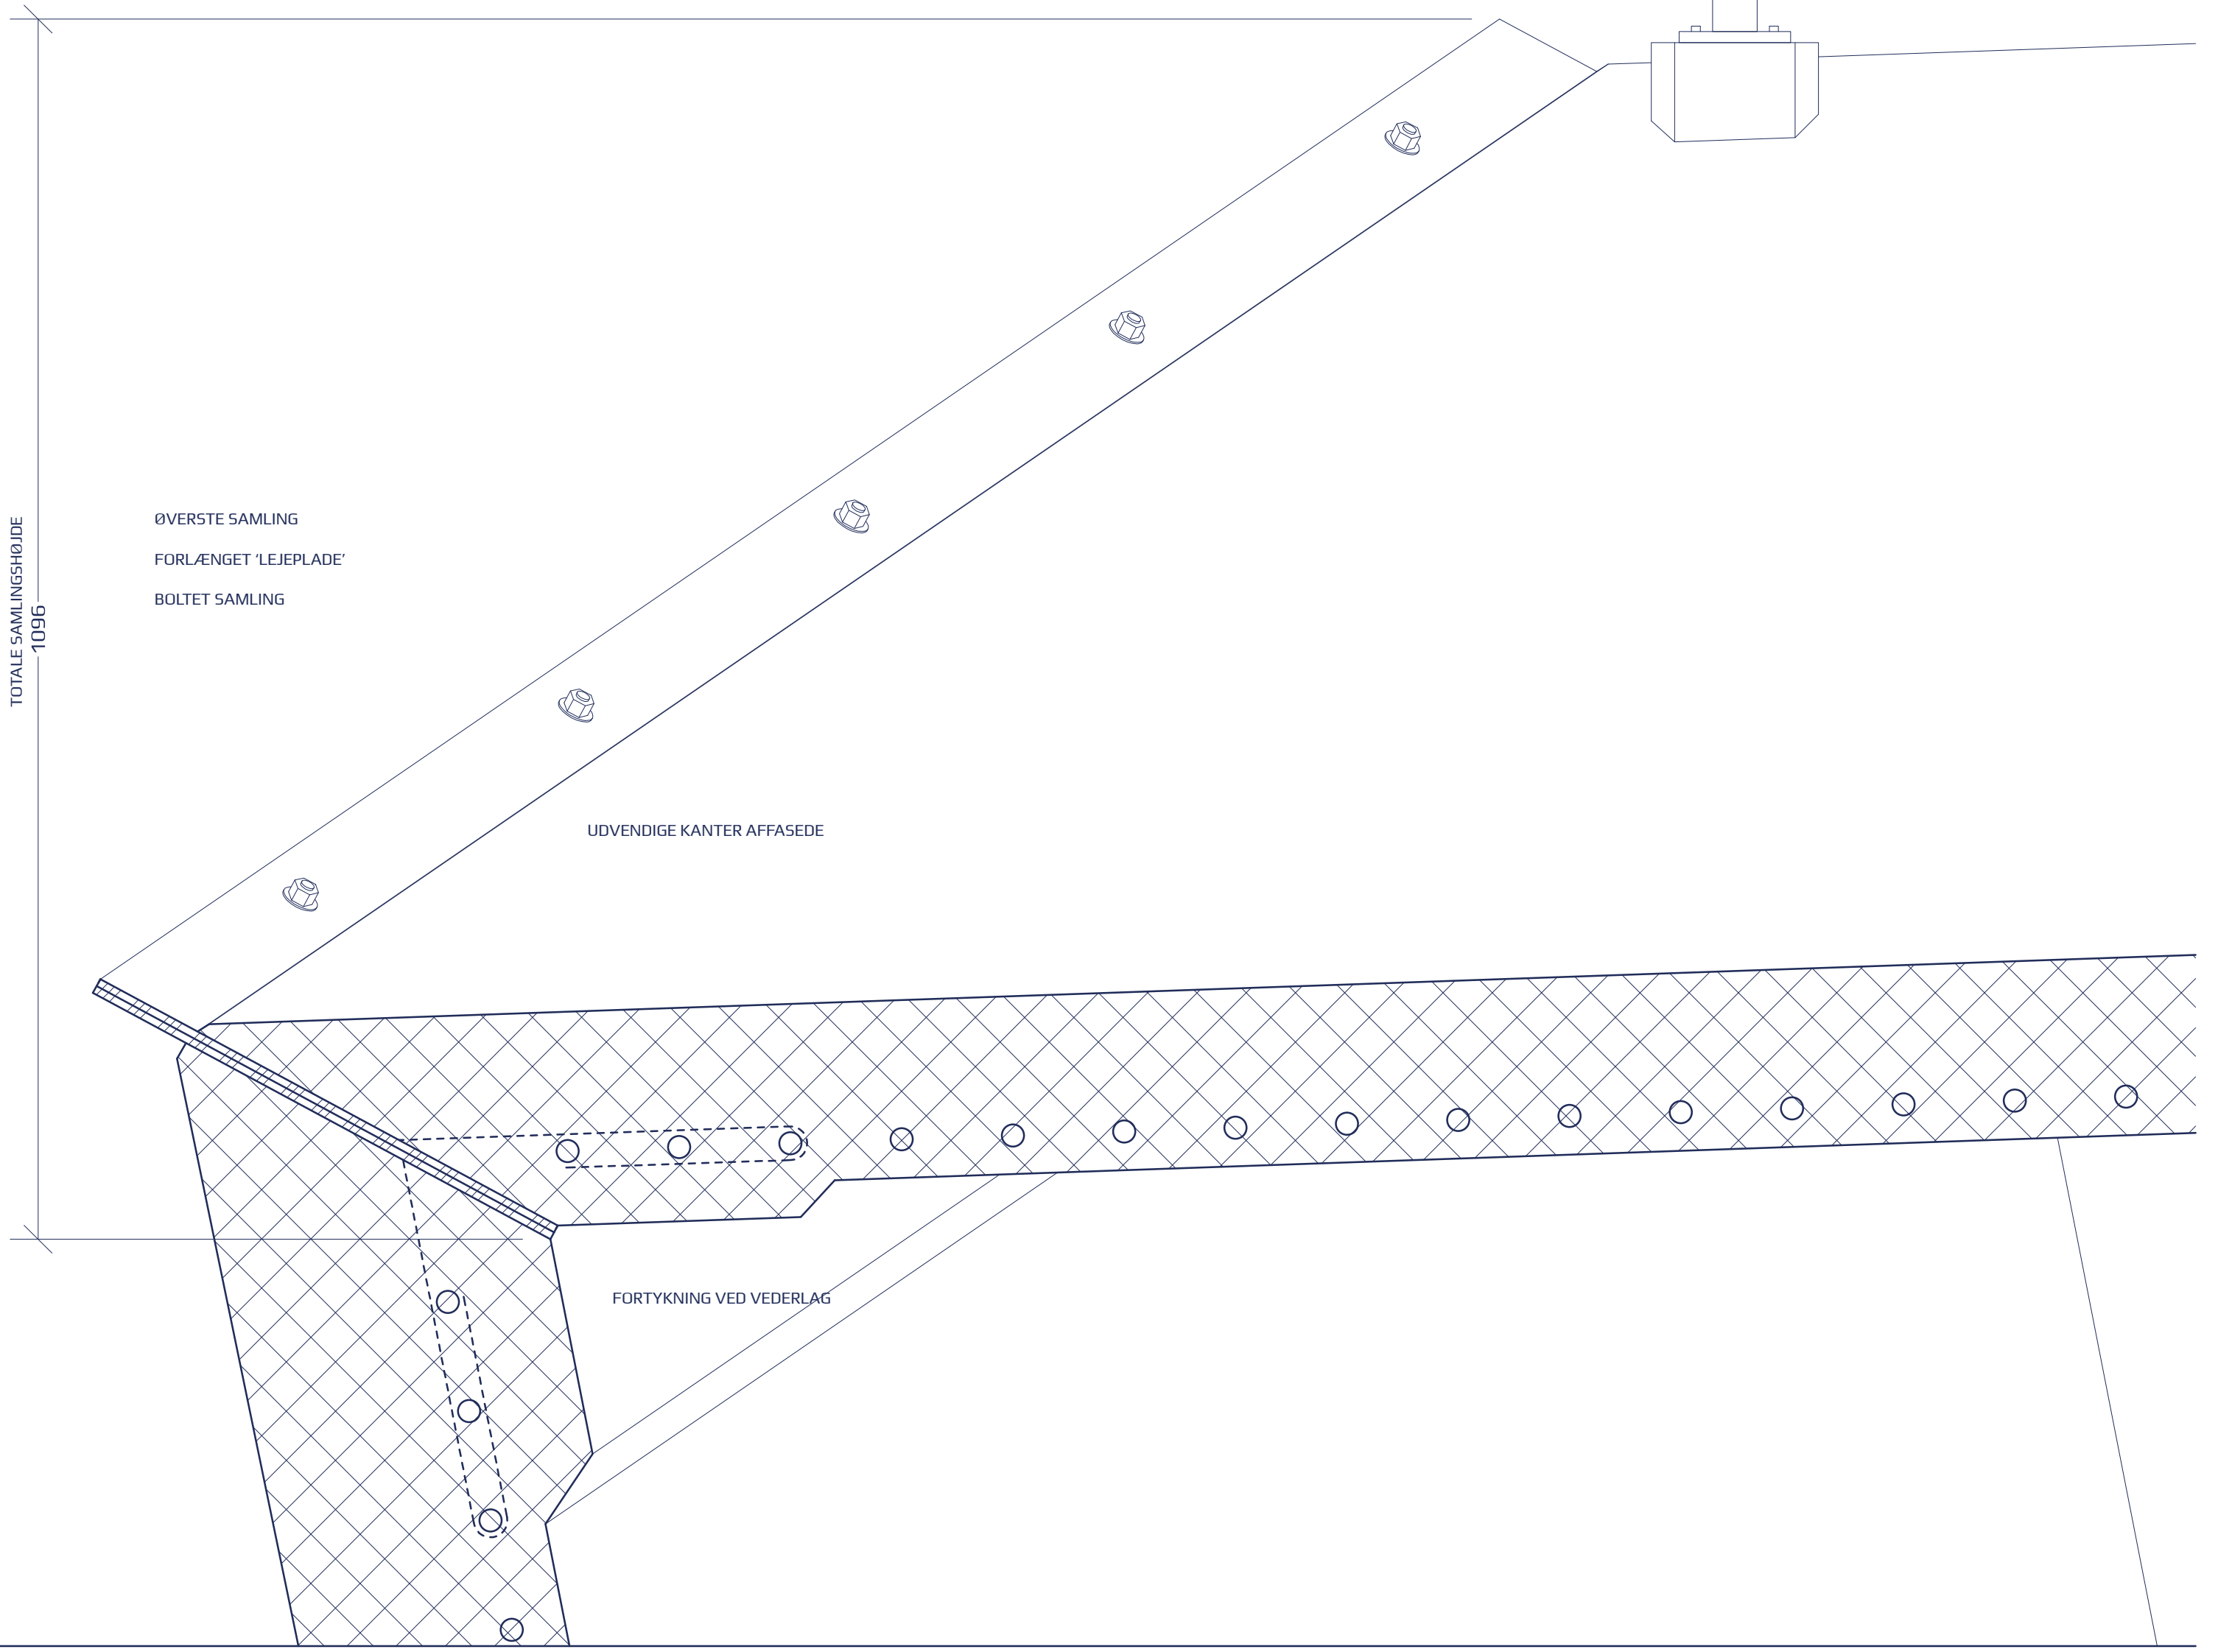 TOTALE SAMLINGSHØJDE
1096
ØVERSTE SAMLING
FORLÆNGET ‘LEJEPLADE’
BOLTET SAMLING
UDVENDIGE KANTER AFFASEDE
FORTYKNING VED VEDERLAG